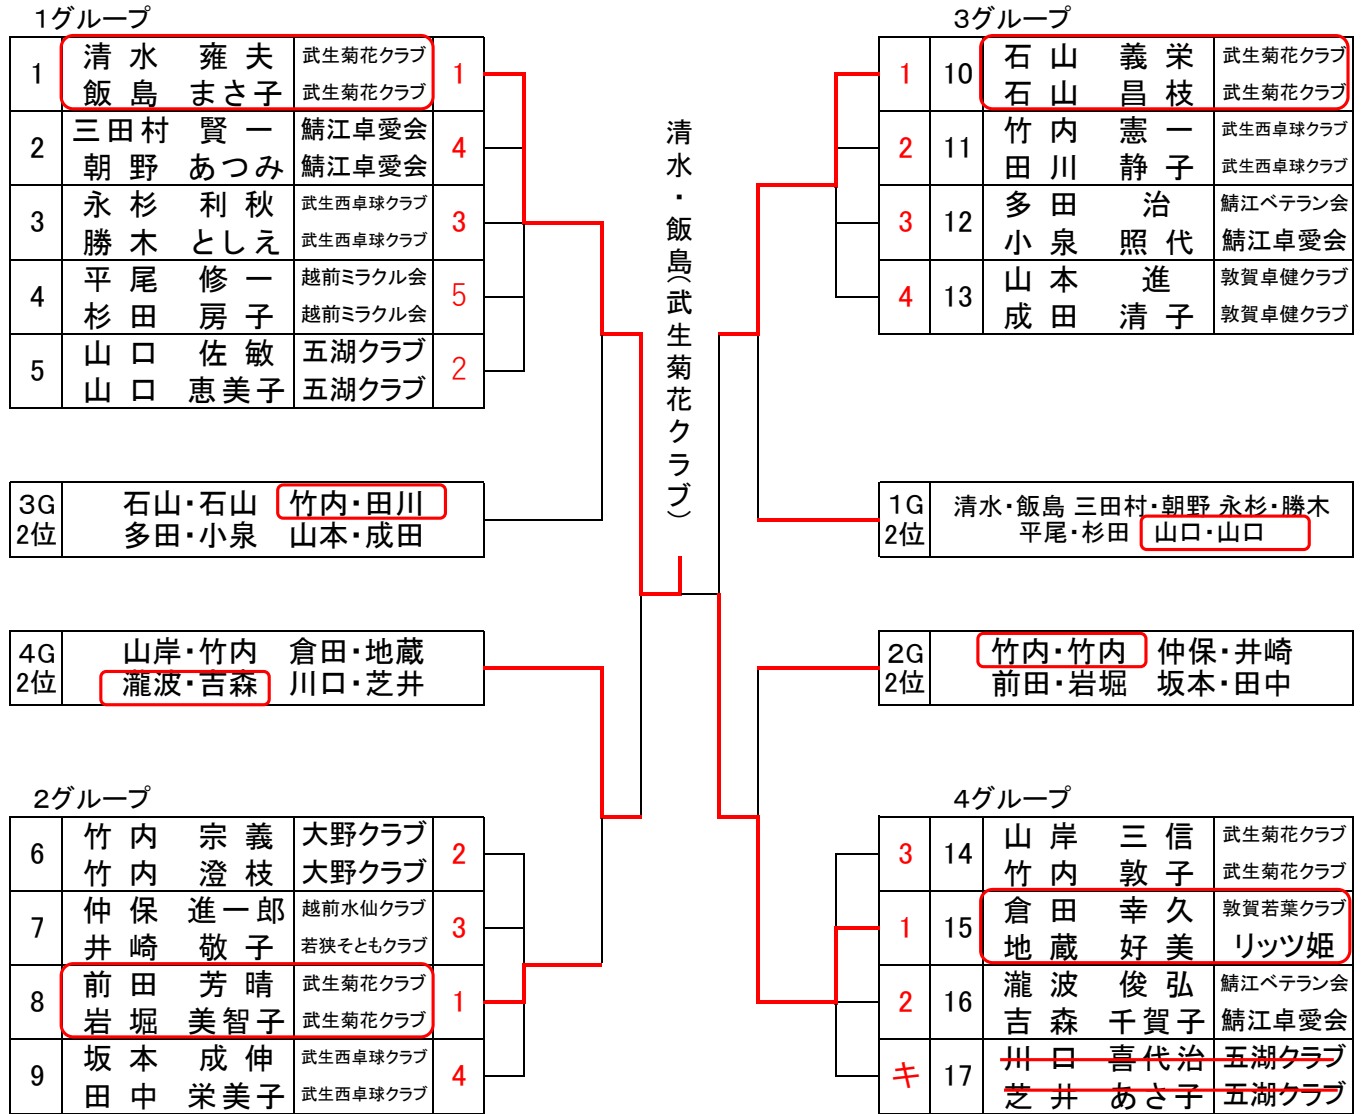 1グループ
1 清水 雍夫 武生菊花クラブ 1
飯島 まさ子 武生菊花クラブ
2 三田村 賢一 鯖江卓愛会 4
朝野 あつみ 鯖江卓愛会
3 永杉 利秋 武生西卓球クラブ 3
勝木 としえ 武生西卓球クラブ
4 平尾 修一 越前ミラクル会 5
杉田 房子 越前ミラクル会
5 山口 佐敏 五湖クラブ 2
山口 恵美子 五湖クラブ
3G 石山・石山 竹内・田川
2位 多田・小泉 山本・成田
4G 山岸・竹内 倉田・地蔵
2位 瀧波・吉森 川口・芝井
2グループ
6 竹内 宗義 大野クラブ 2
竹内 澄枝 大野クラブ
7 仲保 進一郎 越前水仙クラブ 3
井崎 敬子 若狭そともクラブ
8 前田 芳晴 武生菊花クラブ 1
岩堀 美智子 武生菊花クラブ
9 坂本 成伸 武生西卓球クラブ 4
田中 栄美子 武生西卓球クラブ
清水・飯島(武生菊花クラブ)
3グループ
1 10 石山 義栄 武生菊花クラブ
石山 昌枝 武生菊花クラブ
2 11 竹内 憲一 武生西卓球クラブ
田川 静子 武生西卓球クラブ
3 12 多田 治 鯖江ベテラン会
小泉 照代 鯖江卓愛会
4 13 山本 進 敦賀卓健クラブ
成田 清子 敦賀卓健クラブ
1G 清水・飯島 三田村・朝野 永杉・勝木
2位 平尾・杉田 山口・山口
2G 竹内・竹内 仲保・井崎
2位 前田・岩堀 坂本・田中
4グループ
3 14 山岸 三信 武生菊花クラブ
竹内 敦子 武生菊花クラブ
1 15 倉田 幸久 敦賀若葉クラブ
地蔵 好美 リッツ姫
2 16 瀧波 俊弘 鯖江ベテラン会
吉森 千賀子 鯖江卓愛会
キ 17 川口 喜代治 五湖クラブ
芝井 あさ子 五湖クラブ